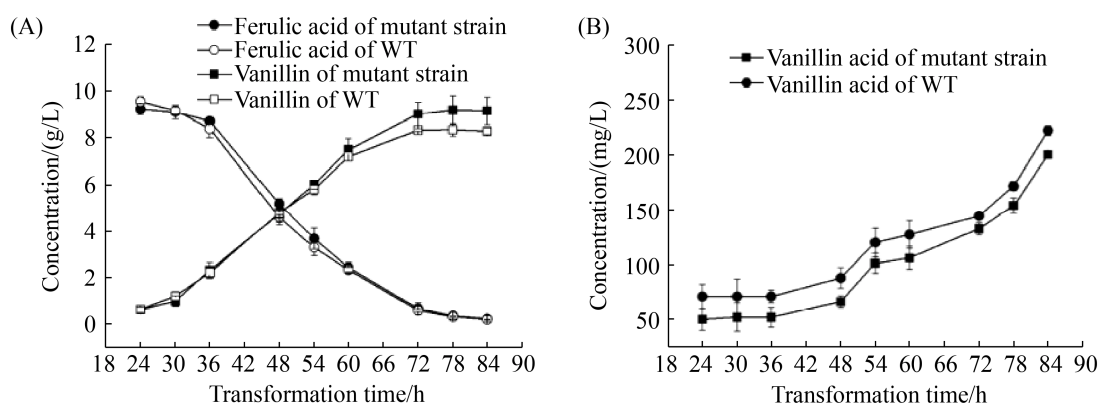 (A)
Ferulic acid of mutant strain
Ferulic acid of WT
Vanillin of mutant strain
Vanillin of WT
Concentration/(g/L)
12
10
8
6
4
2
0
18 24 30 36 42 48 54 60 66 72 78 84 90
Transformation time/h
(B)
Vanillin acid of mutant strain
Vanillin acid of WT
Concentration/(mg/L)
300
250
200
150
100
50
18 24 30 36 42 48 54 60 66 72 78 84 90
Transformation time/h